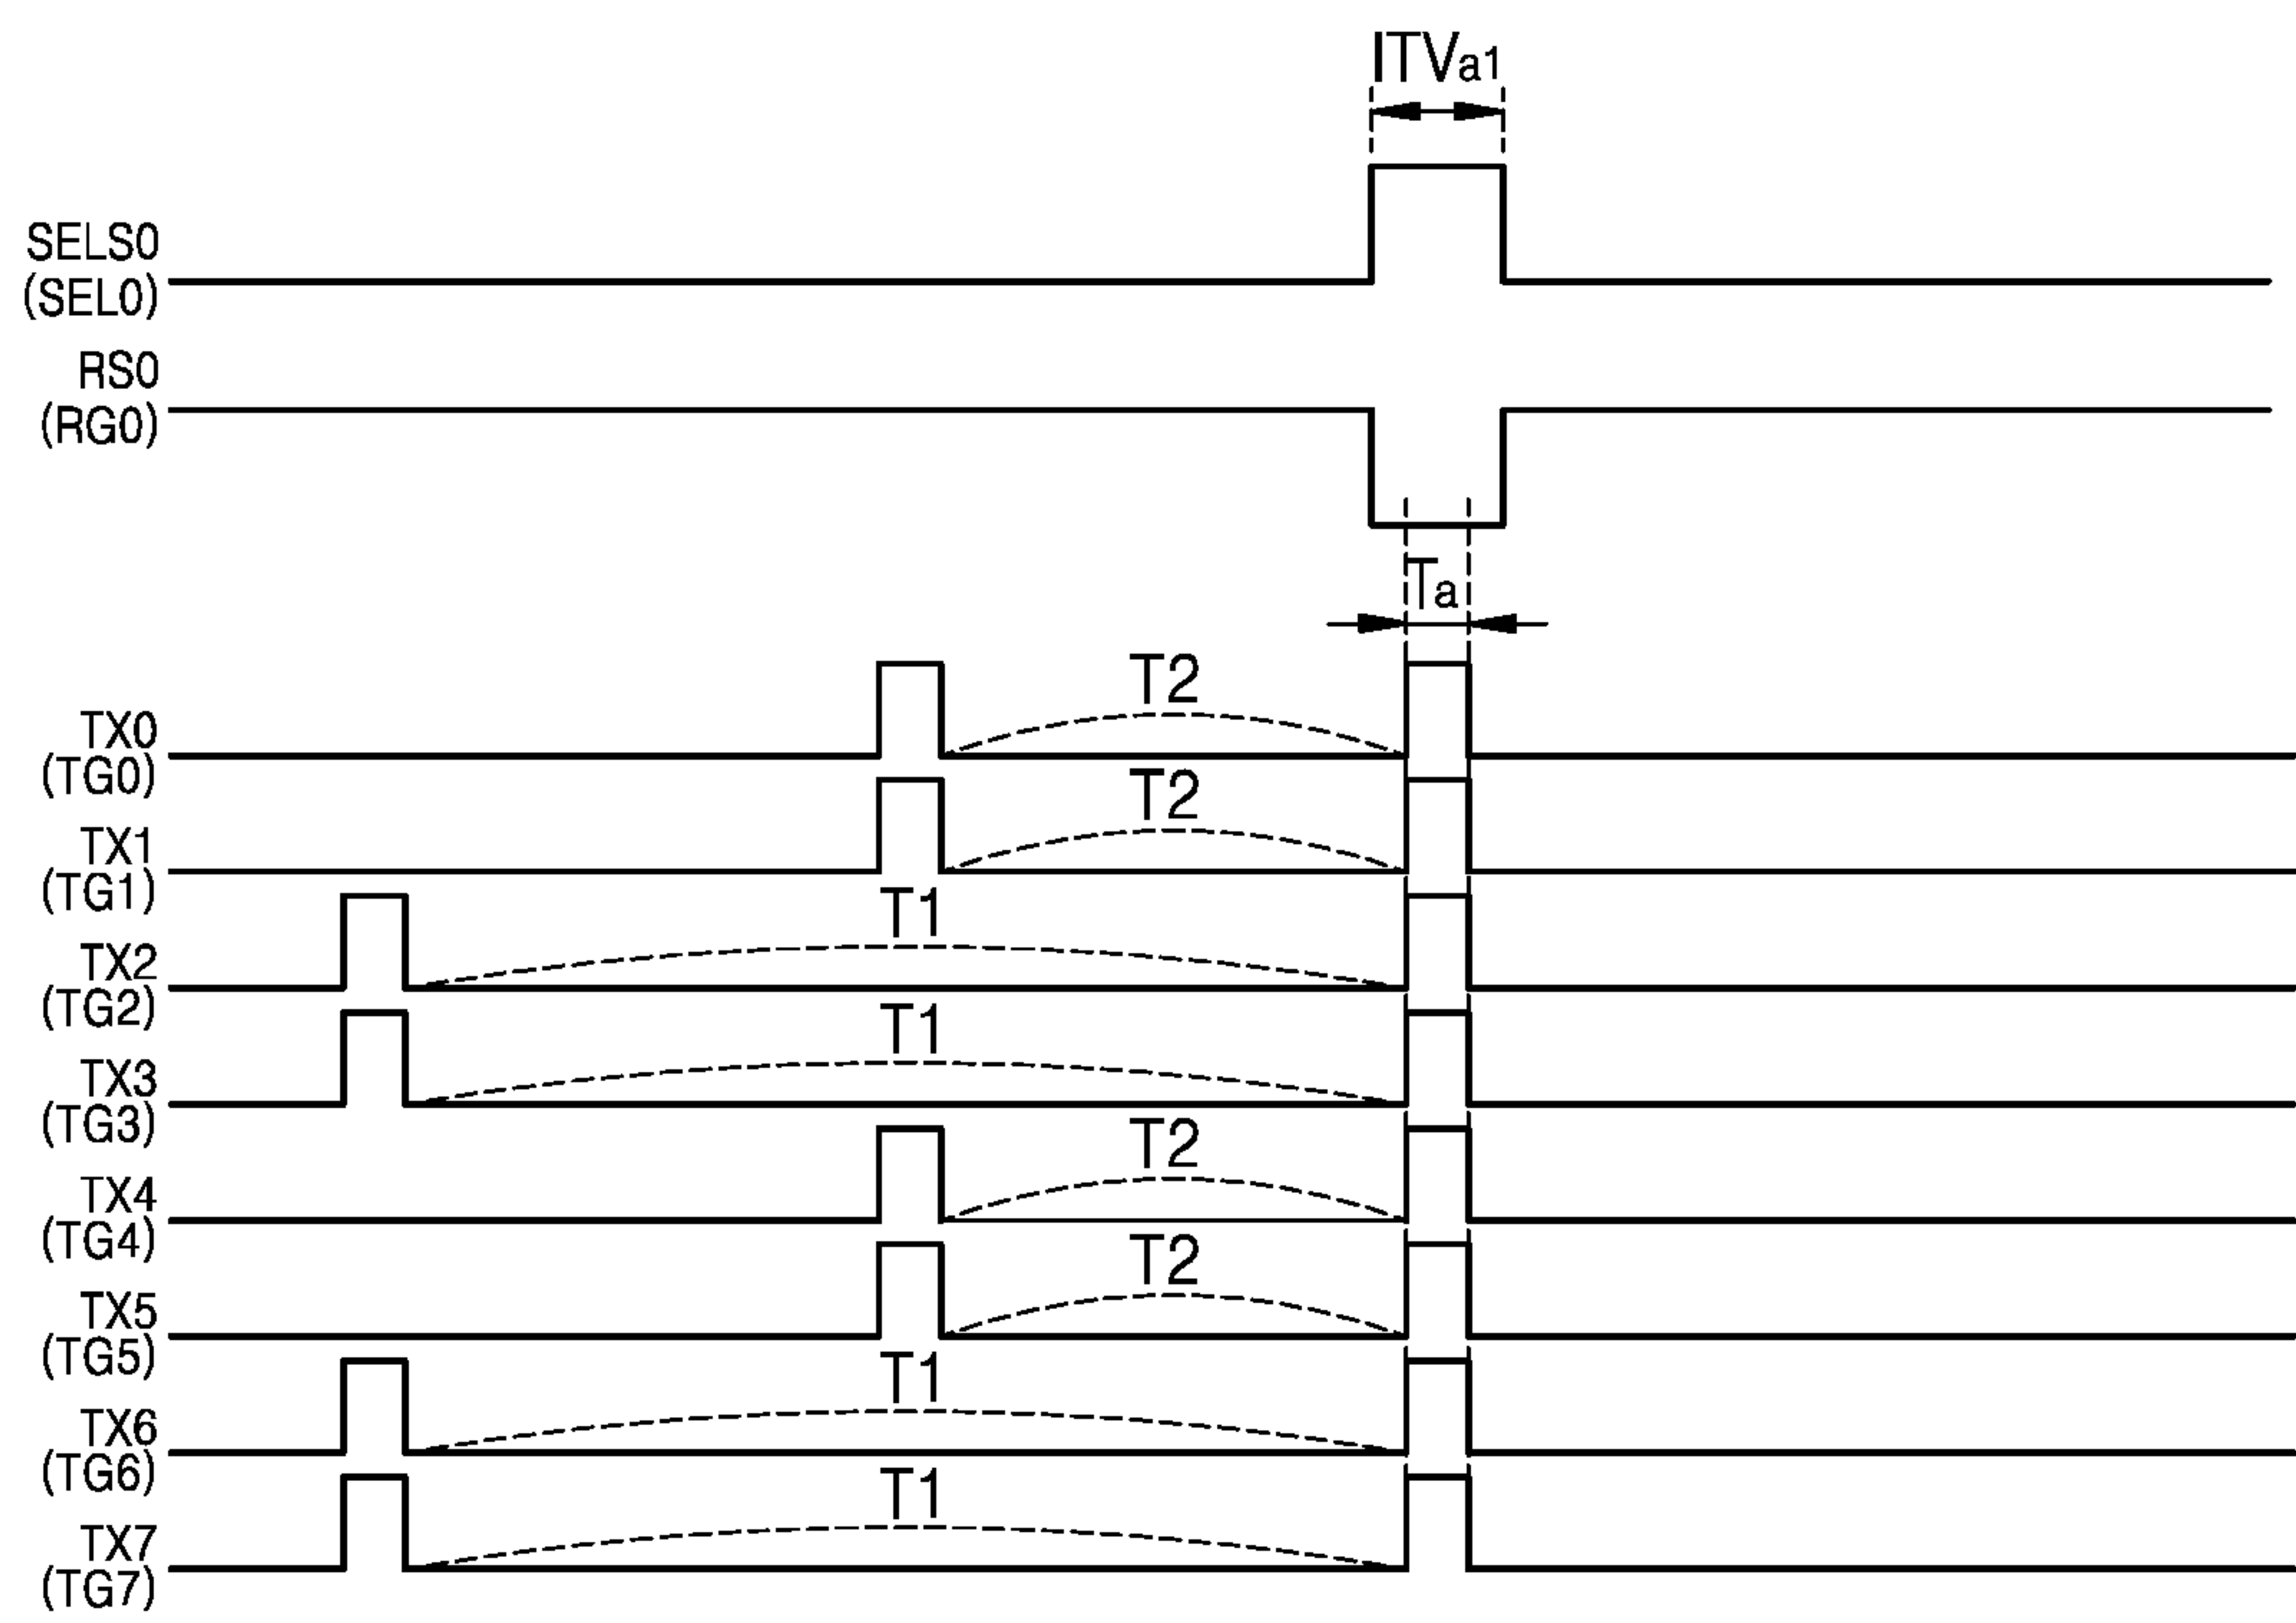 ITVa1
SELS0
(SEL0)
RS0
(RG0)
Ta
T2
TX0
(TG0)
T2
TX1
(TG1)
T1
TX2
(TG2)
T1
TX3
(TG3)
T2
TX4
(TG4)
T2
TX5
(TG5)
T1
TX6
(TG6)
T1
TX7
(TG7)